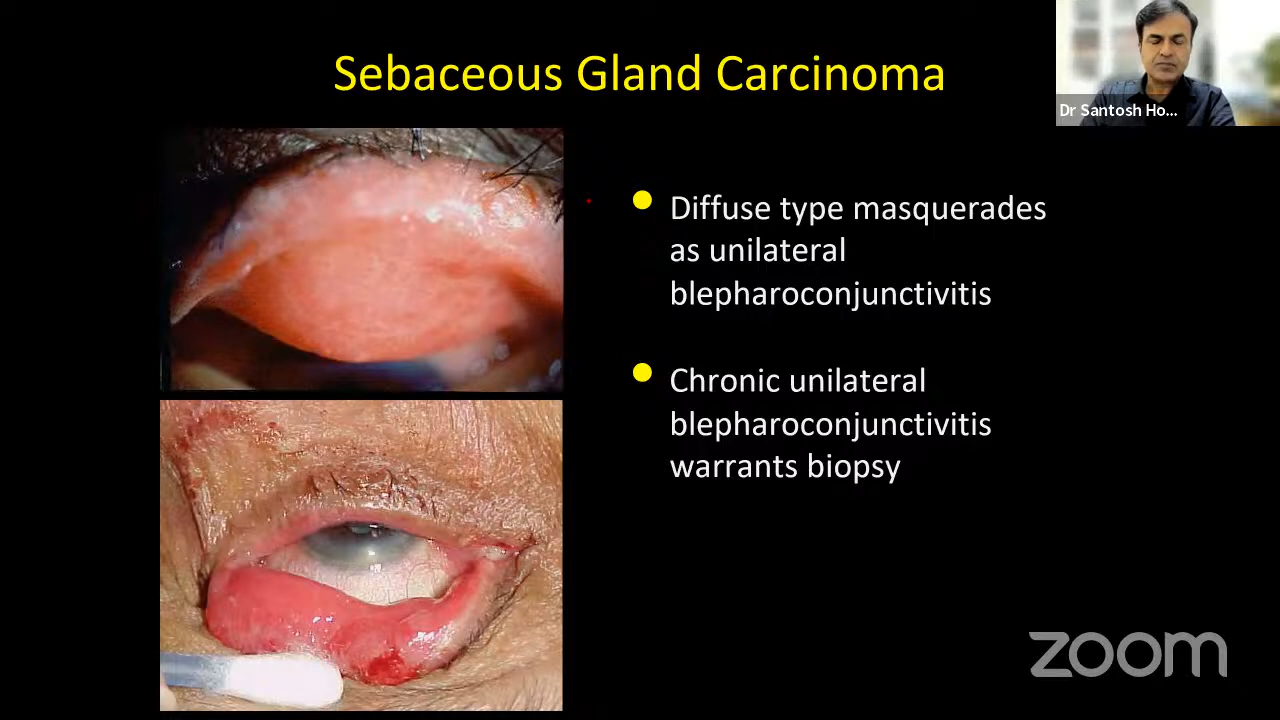 Sebaceous Gland Carcinoma
Dr Santosh Ho...
Diffuse type masquerades
as unilateral
blepharoconjunctivitis
Chronic unilateral
blepharoconjunctivitis
warrants biopsy
zoom